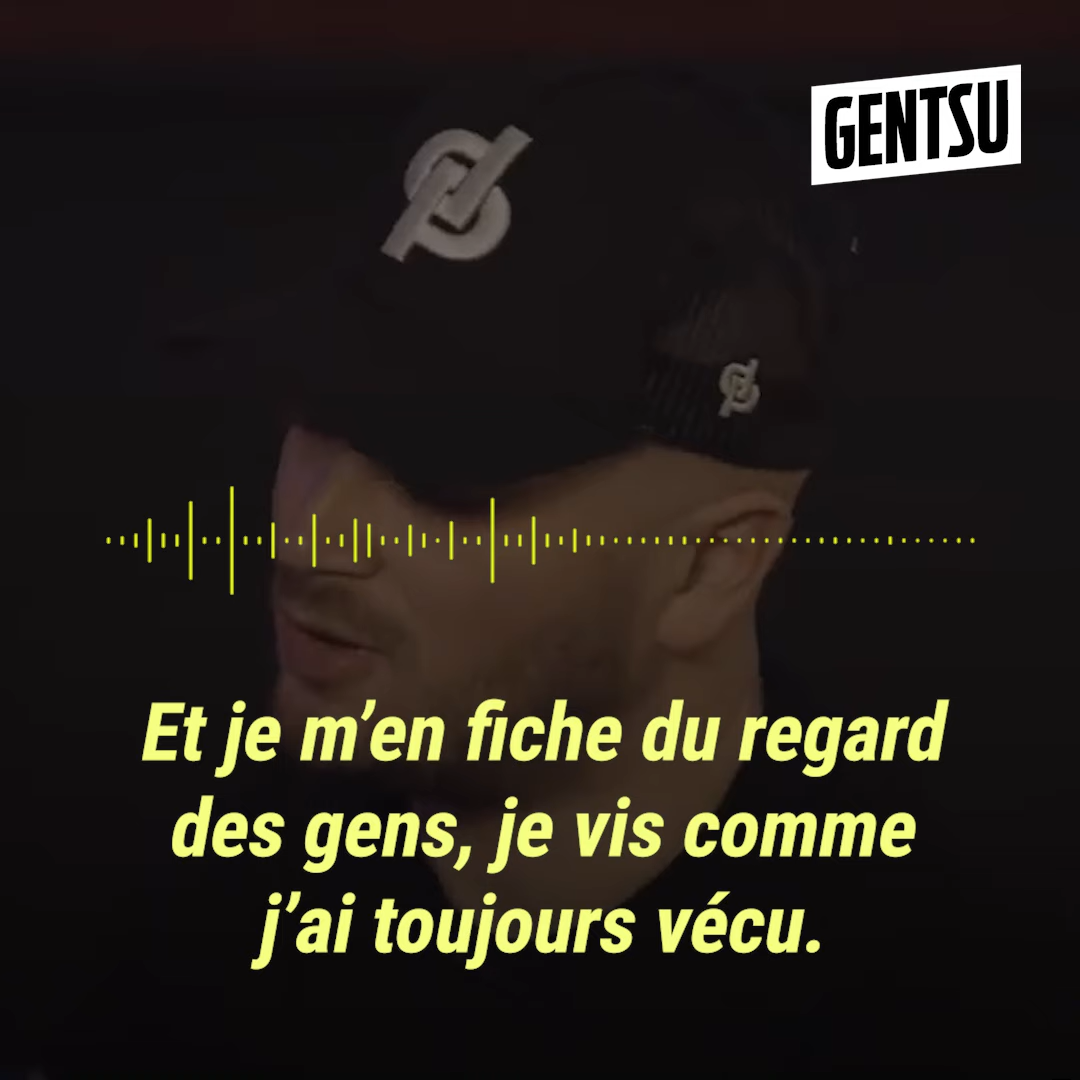 GENTSU
Et je m’en fiche du regard
des gens, je vis comme
j’ai toujours vécu.